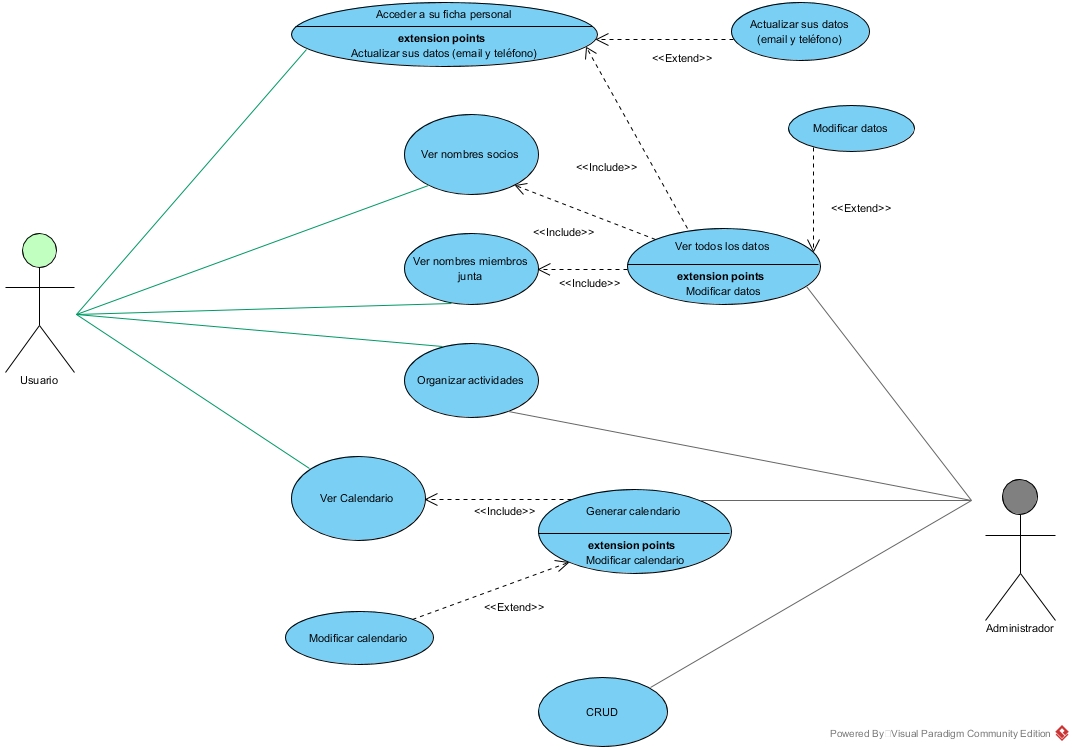 Acceder a su ficha personal
extension points
Actualizar sus datos (email y teléfono)
Actualizar sus datos
(email y teléfono)
<<Extend>>
Ver nombres socios
Modificar datos
<<Include>>
<<Extend>>
<<Include>>
Ver todos los datos
extension points
Modificar datos
Ver nombres miembros
junta
<<Include>>
Usuario
Organizar actividades
Ver Calendario
<<Include>>
Generar calendario
extension points
Modificar calendario
<<Extend>>
Modificar calendario
Administrador
CRUD
Powered By Visual Paradigm Community Edition